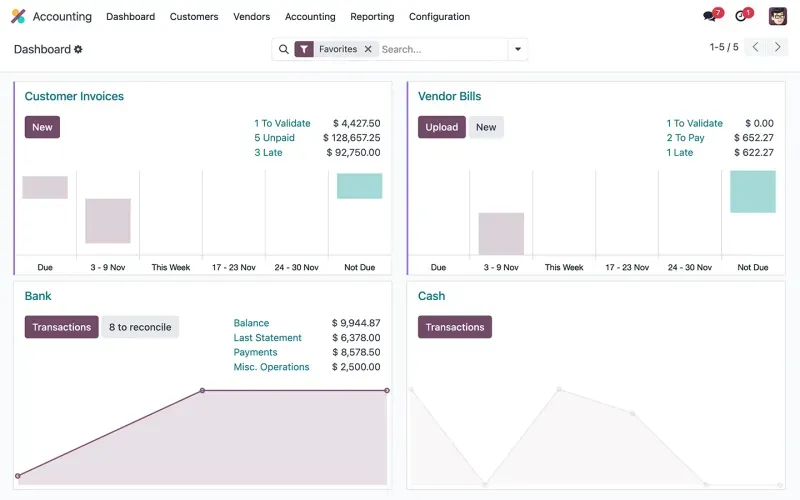 Accounting Dashboard Customers Vendors Accounting Reporting Configuration 7 1
Dashboard Favorites Search... 1-5 / 5
Customer Invoices
New
1 To Validate $ 4,427.50
5 Unpaid $ 128,657.25
3 Late $ 92,750.00
Due 3 - 9 Nov This Week 17 - 23 Nov 24 - 30 Nov Not Due
Vendor Bills
Upload New
1 To Validate $ 0.00
2 To Pay $ 652.27
1 Late $ 622.27
Due 3 - 9 Nov This Week 17 - 23 Nov 24 - 30 Nov Not Due
Bank
Transactions 8 to reconcile
Balance $ 9,944.87
Last Statement $ 6,378.00
Payments $ 8,578.50
Misc. Operations $ 2,500.00
Cash
Transactions